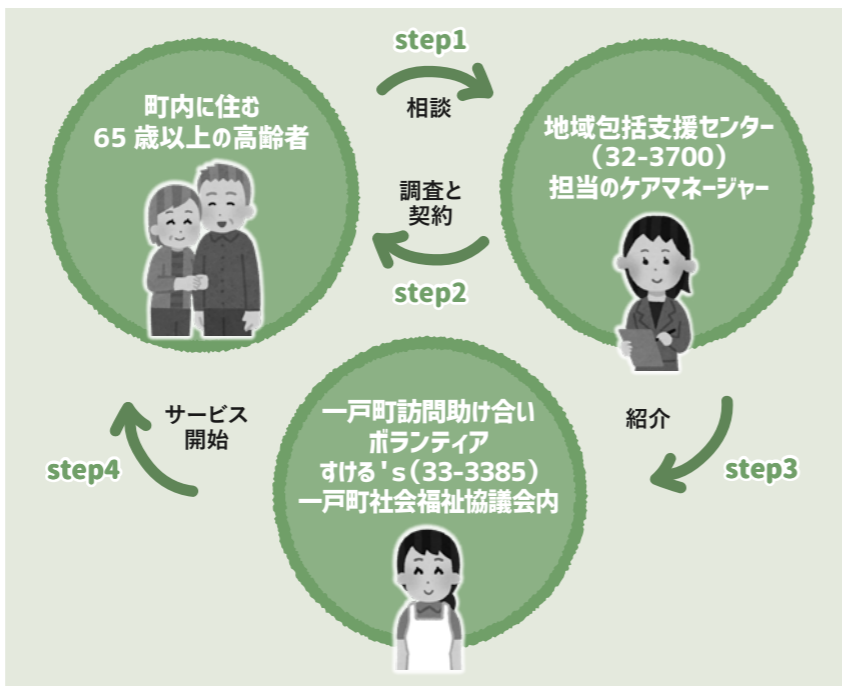 step1
相談
町内に住む
65歳以上の高齢者
地域包括支援センター
(32-3700)
担当のケアマネージャー
調査と
契約
step2
一戸町訪問助け合い
ボランティア
すける's(33-3385)
一戸町社会福祉協議会内
紹介
step3
サービス
開始
step4